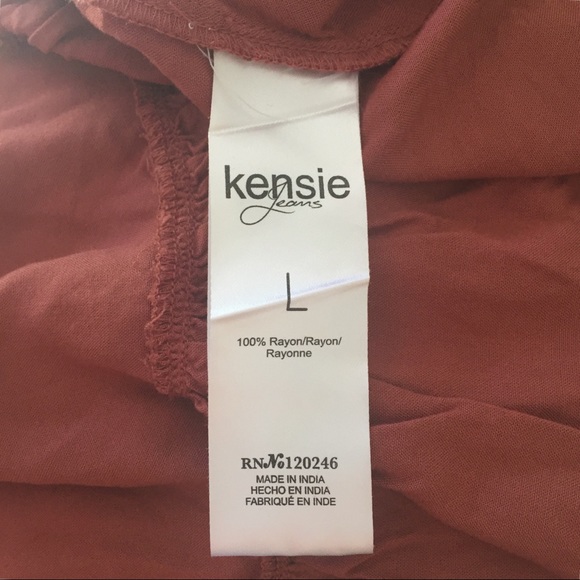 kensie
Jeans
L
100% Rayon/Rayon/
Rayonne
RN№120246
MADE IN INDIA
HECHO EN INDIA
FABRIQUÉ EN INDE